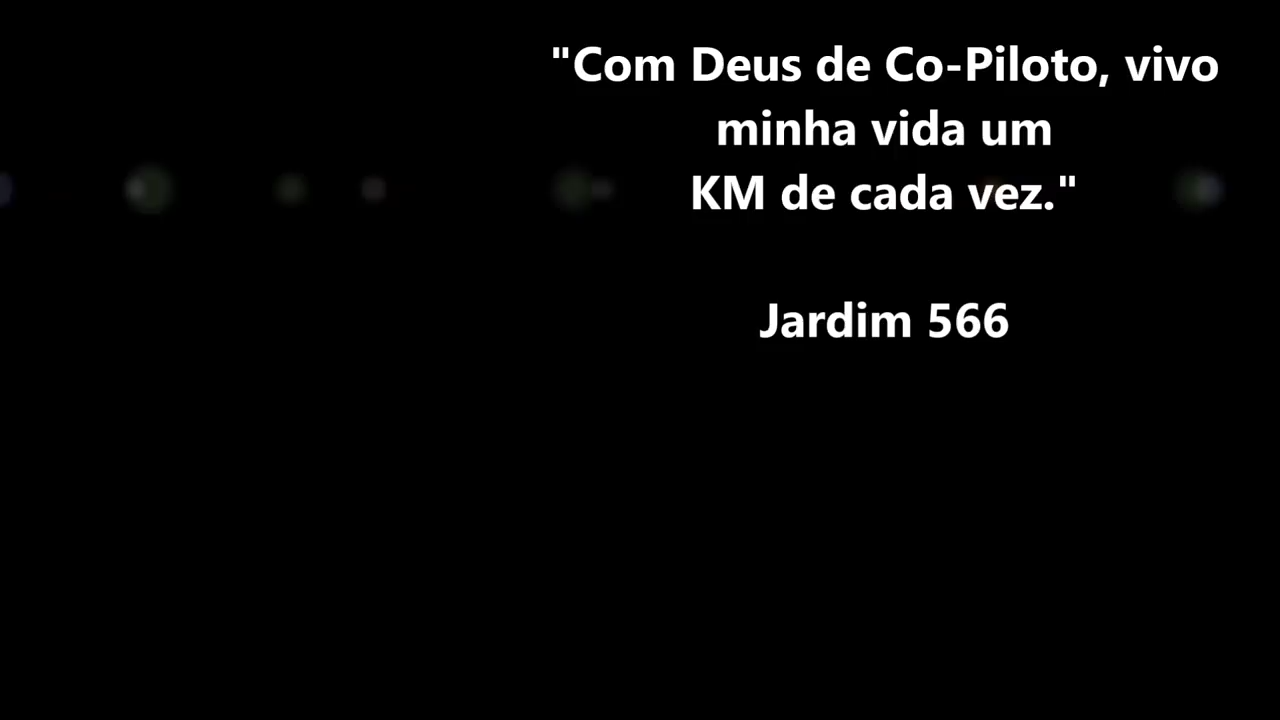 "Com Deus de Co-Piloto, vivo
minha vida um
KM de cada vez."
Jardim 566